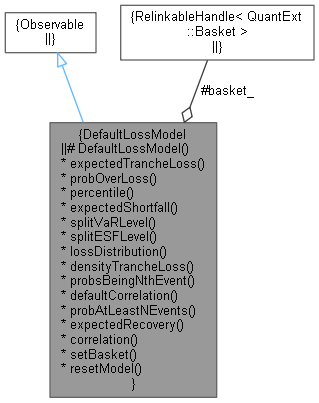 {Observable
||}
{RelinkableHandle< QuantExt
::Basket >
||}
#basket_
{DefaultLossModel
||# DefaultLossModel()
* expectedTrancheLoss()
* probOverLoss()
* percentile()
* expectedShortfall()
* splitVaRLevel()
* splitESFLevel()
* lossDistribution()
* densityTrancheLoss()
* probsBeingNthEvent()
* defaultCorrelation()
* probAtLeastNEvents()
* expectedRecovery()
* correlation()
* setBasket()
* resetModel()
}